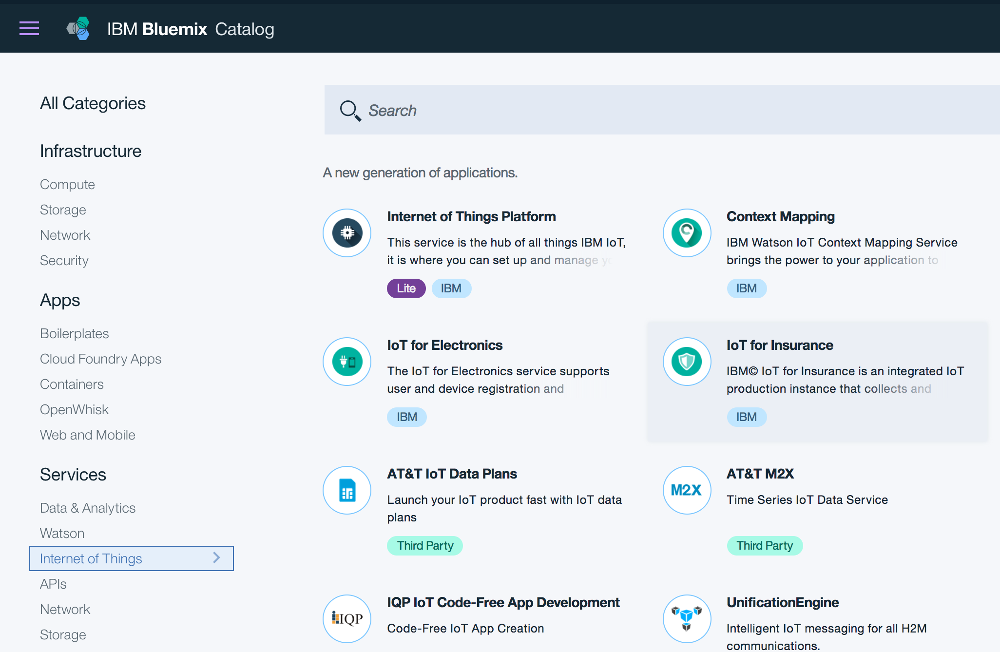 IBM Bluemix Catalog
All Categories
Infrastructure
Compute
Storage
Network
Security
Apps
Boilerplates
Cloud Foundry Apps
Containers
OpenWhisk
Web and Mobile
Services
Data & Analytics
Watson
Internet of Things
APIs
Network
Storage
Search
A new generation of applications.
Internet of Things Platform
This service is the hub of all things IBM IoT,
it is where you can set up and manage
Lite IBM
Context Mapping
IBM Watson IoT Context Mapping Service
brings the power to your application to
IBM
IoT for Electronics
The IoT for Electronics service supports
user and device registration and
IBM
IoT for Insurance
IBM© IoT for Insurance is an integrated IoT
production instance that collects and
IBM
AT&T IoT Data Plans
Launch your IoT product fast with IoT data
plans
Third Party
M2X
AT&T M2X
Time Series IoT Data Service
Third Party
IQP
IQP IoT Code-Free App Development
Code-Free IoT App Creation
UnificationEngine
Intelligent IoT messaging for all H2M
communications.